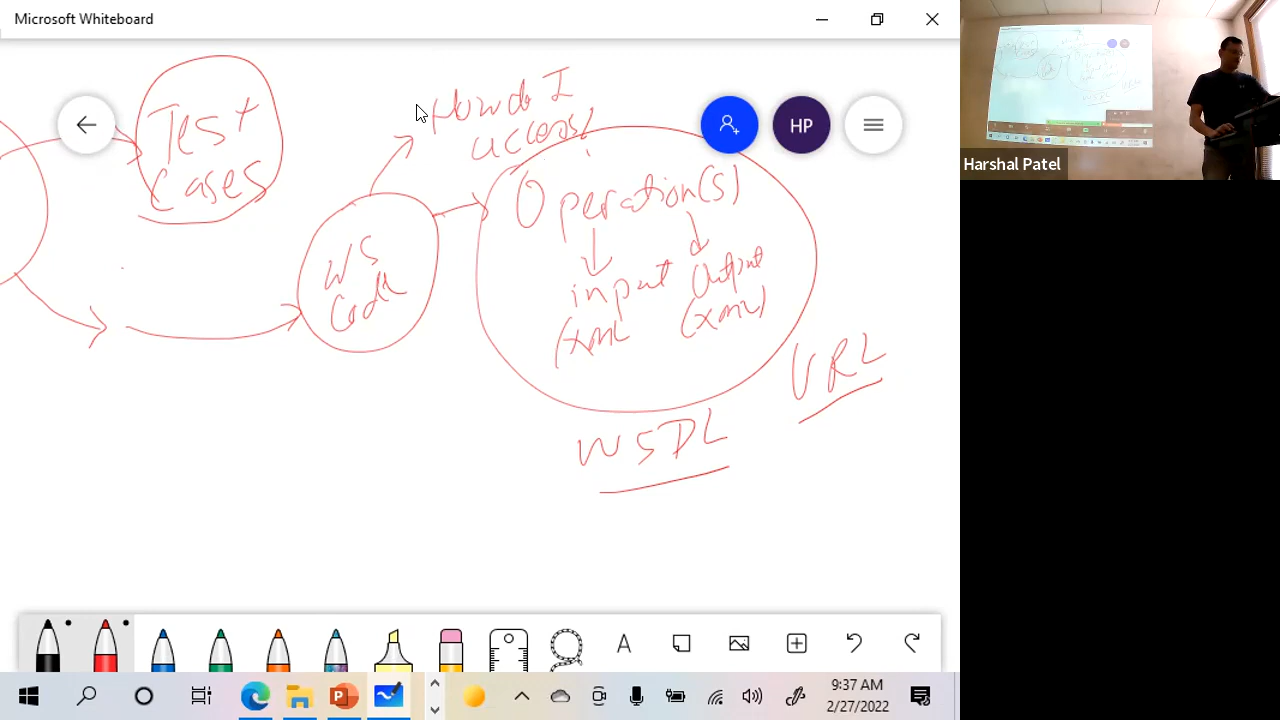 Microsoft Whiteboard
Test
Cases
How do I
access?
HP
Operation(s)
input
Output
(xml
(xml)
WS
Code
URL
WSDL
Harshal Patel
A
9:37 AM
2/27/2022